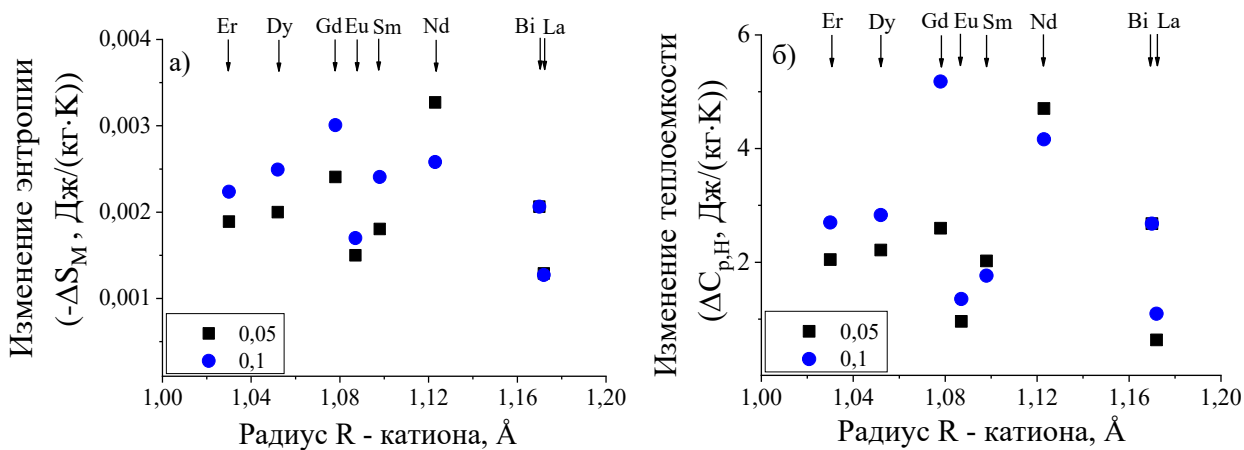 Er Dy Gd Eu Sm Nd Bi La
а)
Изменение энтропии
(-ΔS_M, Дж/(кг·К))
0,004
0,003
0,002
0,001
0,05
0,1
1,00 1,04 1,08 1,12 1,16 1,20
Радиус R - катиона, Å
Er Dy Gd Eu Sm Nd Bi La
б)
Изменение теплоемкости
(ΔC_p,H, Дж/(кг·К))
6
4
2
0,05
0,1
1,00 1,04 1,08 1,12 1,16 1,20
Радиус R - катиона, Å